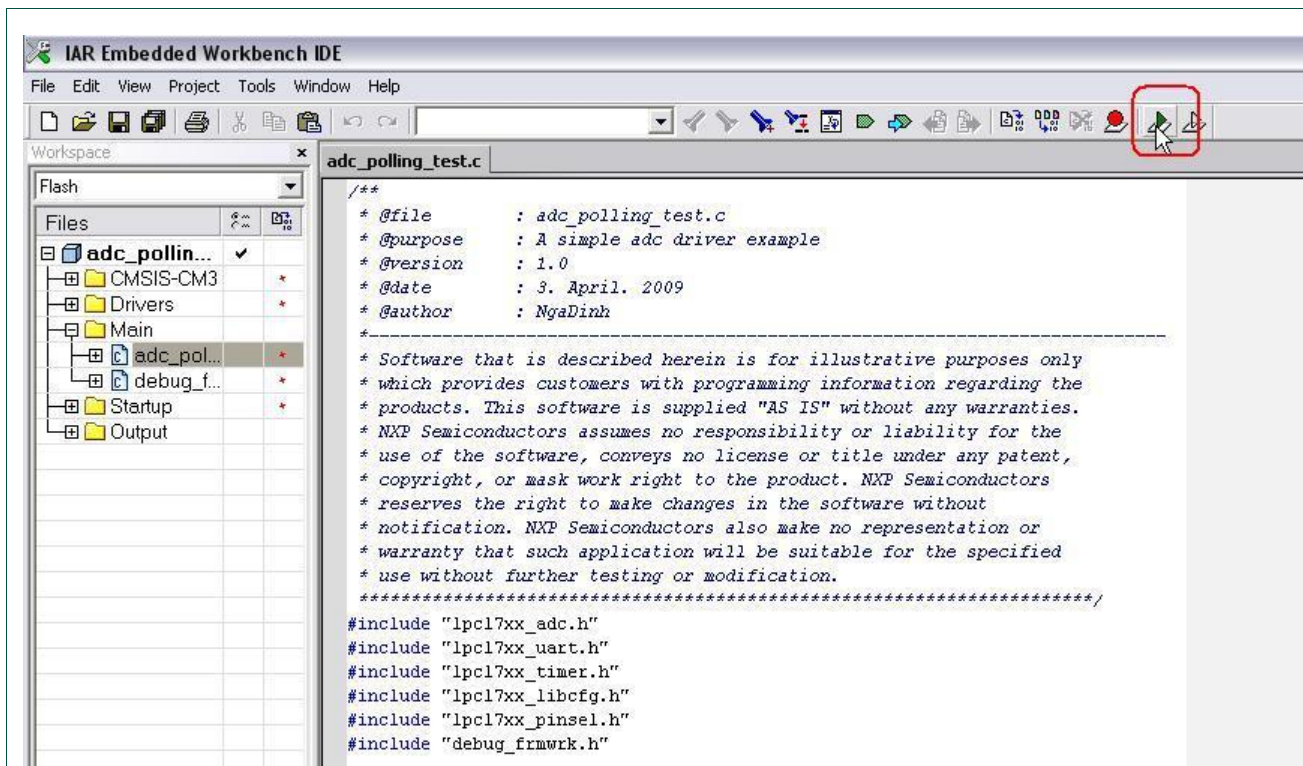 IAR Embedded Workbench IDE
File Edit View Project Tools Window Help
Workspace
Flash
Files
adc_pollin...
CMSIS-CM3
Drivers
Main
adc_pol...
debug_f...
Startup
Output
adc_polling_test.c
/**
* @file : adc_polling_test.c
* @purpose : A simple adc driver example
* @version : 1.0
* @date : 3. April. 2009
* @author : NgaDinh
*----------------------------------------------------------------------------
* Software that is described herein is for illustrative purposes only
* which provides customers with programming information regarding the
* products. This software is supplied "AS IS" without any warranties.
* NXP Semiconductors assumes no responsibility or liability for the
* use of the software, conveys no license or title under any patent,
* copyright, or mask work right to the product. NXP Semiconductors
* reserves the right to make changes in the software without
* notification. NXP Semiconductors also make no representation or
* warranty that such application will be suitable for the specified
* use without further testing or modification.
**********************************************************************/
#include "lpc17xx_adc.h"
#include "lpc17xx_uart.h"
#include "lpc17xx_timer.h"
#include "lpc17xx_libcfg.h"
#include "lpc17xx_pinsel.h"
#include "debug_frmwrk.h"